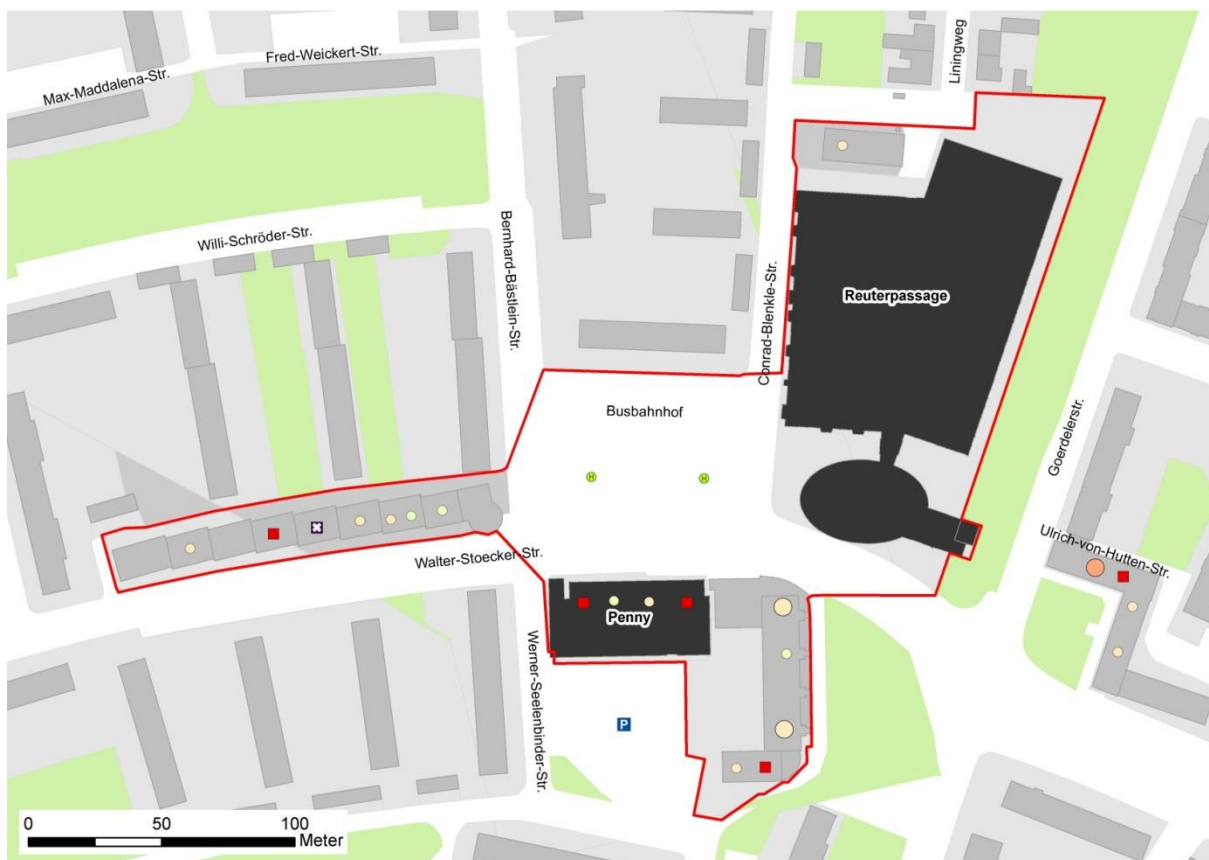 Fred-Weickert-Str.
Max-Maddalena-Str.
Liningweg
Willi-Schröder-Str.
Bernhard-Bästlein-Str.
Conrad-Blenkle-Str.
Reuterpassage
Busbahnhof
Goerdelerstr.
H
H
Walter-Stoecker-Str.
Ulrich-von-Hutten-Str.
Penny
Werner-Seelenbinder-Str.
P
0 50 100
Meter